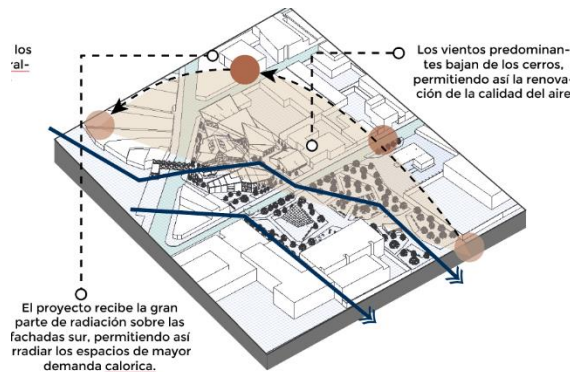 los
ral-
Los vientos predominan-
tes bajan de los cerros,
permitiendo así la renova-
ción de la calidad del aire
El proyecto recibe la gran
parte de radiación sobre las
fachadas sur, permitiendo así
rradiar los espacios de mayor
demanda calorica.